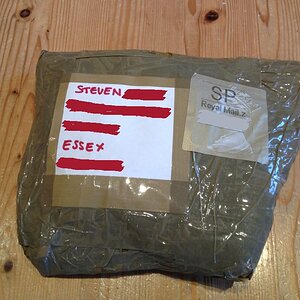 STEVEN
ESSEX
SP
Royal Mail